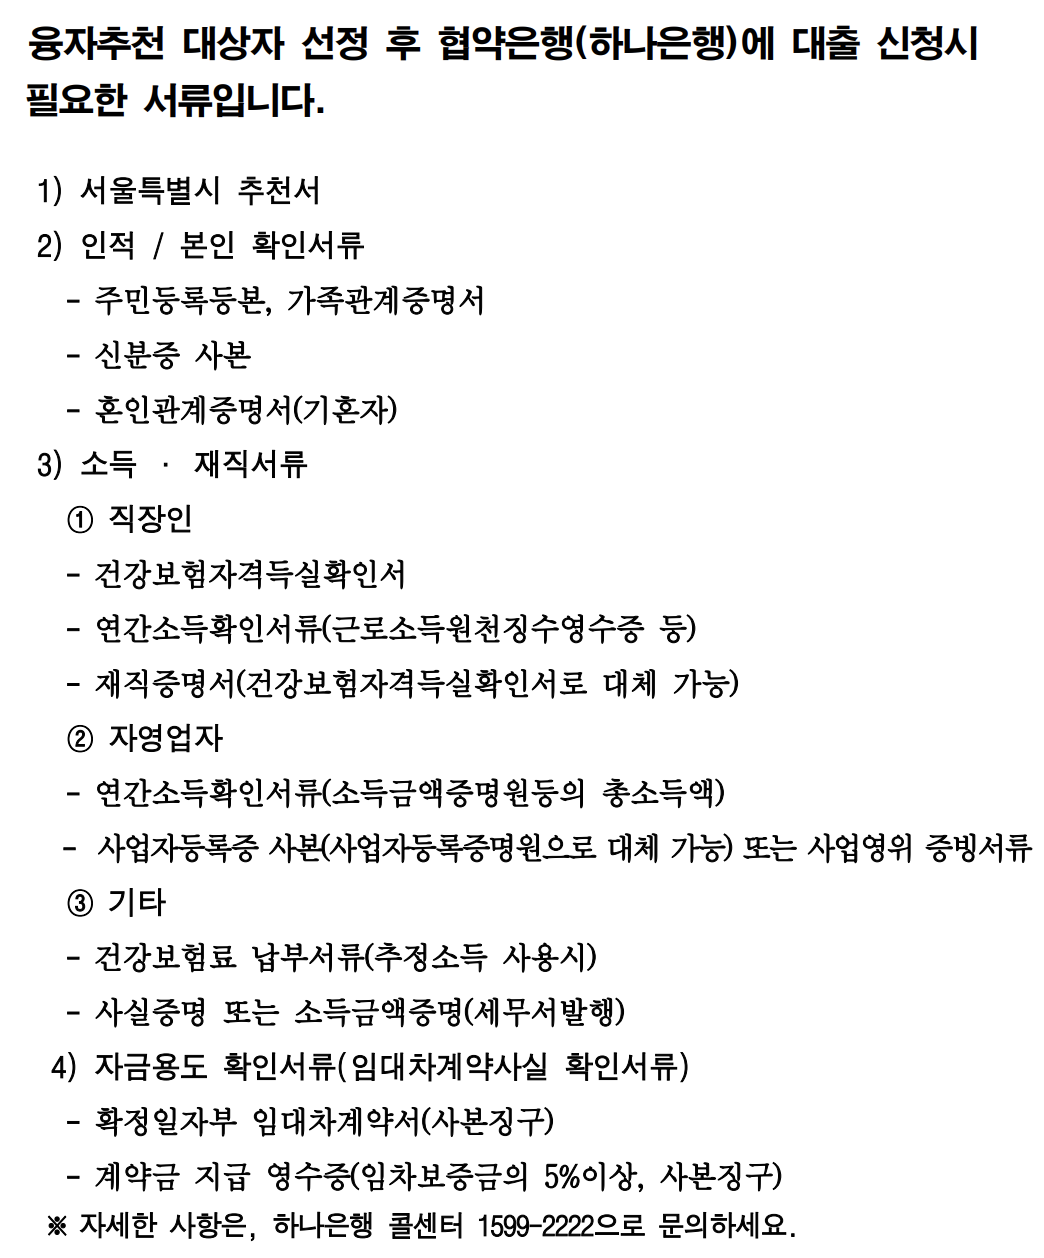 융자추천 대상자 선정 후 협약은행(하나은행)에 대출 신청시
필요한 서류입니다.
1) 서울특별시 추천서
2) 인적 / 본인 확인서류
- 주민등록등본, 가족관계증명서
- 신분증 사본
- 혼인관계증명서(기혼자)
3) 소득 · 재직서류
① 직장인
- 건강보험자격득실확인서
- 연간소득확인서류(근로소득원천징수영수증 등)
- 재직증명서(건강보험자격득실확인서로 대체 가능)
② 자영업자
- 연간소득확인서류(소득금액증명원등의 총소득액)
- 사업자등록증 사본(사업자등록증명원으로 대체 가능) 또는 사업영위 증빙서류
③ 기타
- 건강보험료 납부서류(추정소득 사용시)
- 사실증명 또는 소득금액증명(세무서발행)
4) 자금용도 확인서류(임대차계약사실 확인서류)
- 확정일자부 임대차계약서(사본징구)
- 계약금 지급 영수증(임차보증금의 5%이상, 사본징구)
※ 자세한 사항은, 하나은행 콜센터 1599-2222으로 문의하세요.